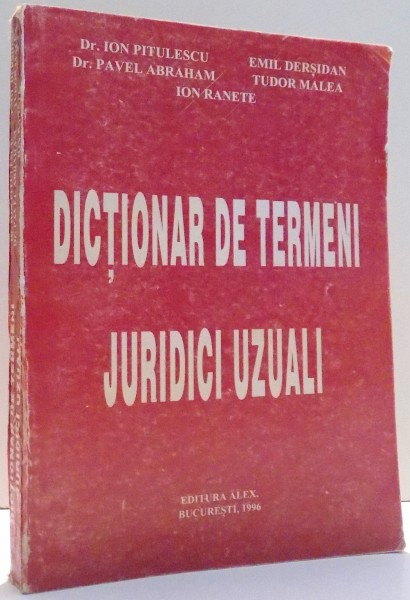 Dr. ION PITULESCU EMIL DERȘIDAN
Dr. PAVEL ABRAHAM TUDOR MALEA
ION RANETE
DICȚIONAR DE TERMENI
JURIDICI UZUALI
EDITURA ALEX.
BUCUREȘTI, 1996